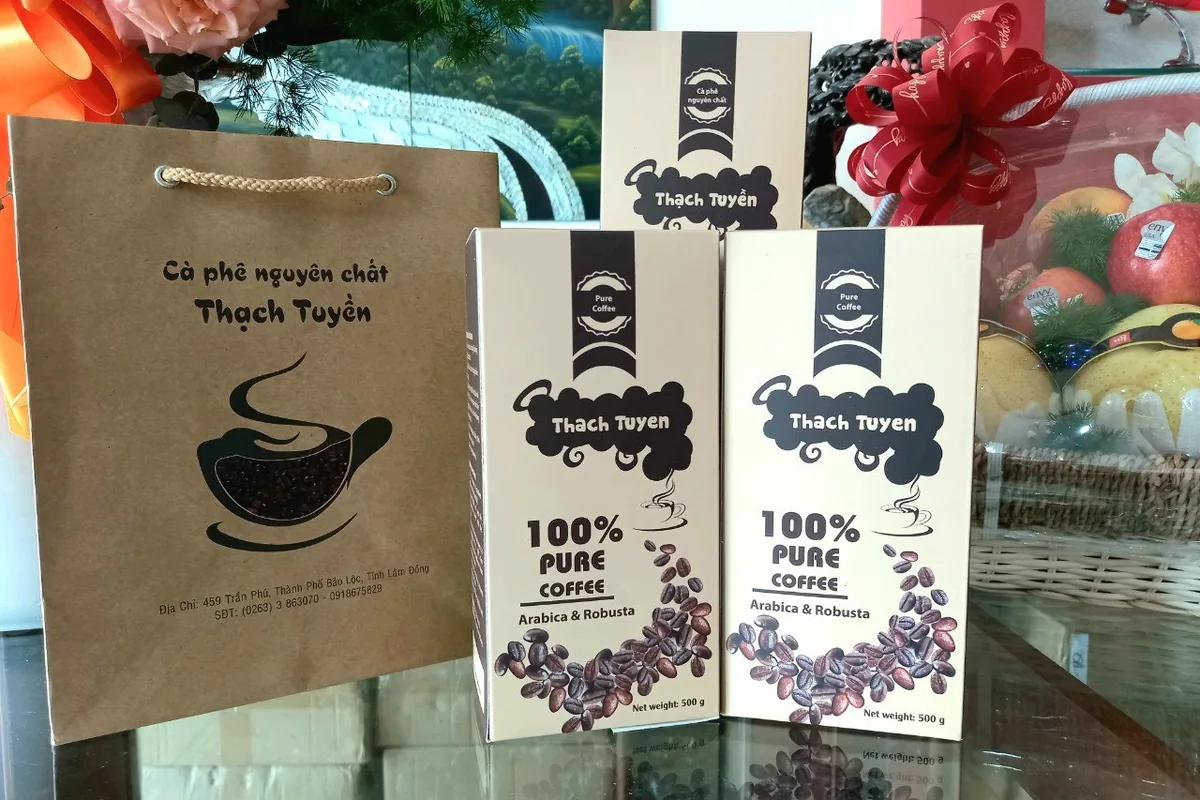 Cà phê nguyên chất
Thạch Tuyền
Địa Chỉ: 459 Trần Phú, Thành Phố Bảo Lộc, Tỉnh Lâm Đồng
SĐT: (0263) 3 863070 - 0918675829
Cà phê
nguyên chất
Thạch Tuyền
Pure
Coffee
Thach Tuyen
100%
PURE
COFFEE
Arabica & Robusta
Net weight: 500 g
Pure
Coffee
Thach Tuyen
100%
PURE
COFFEE
Arabica & Robusta
Net weight: 500 g
envy
envy